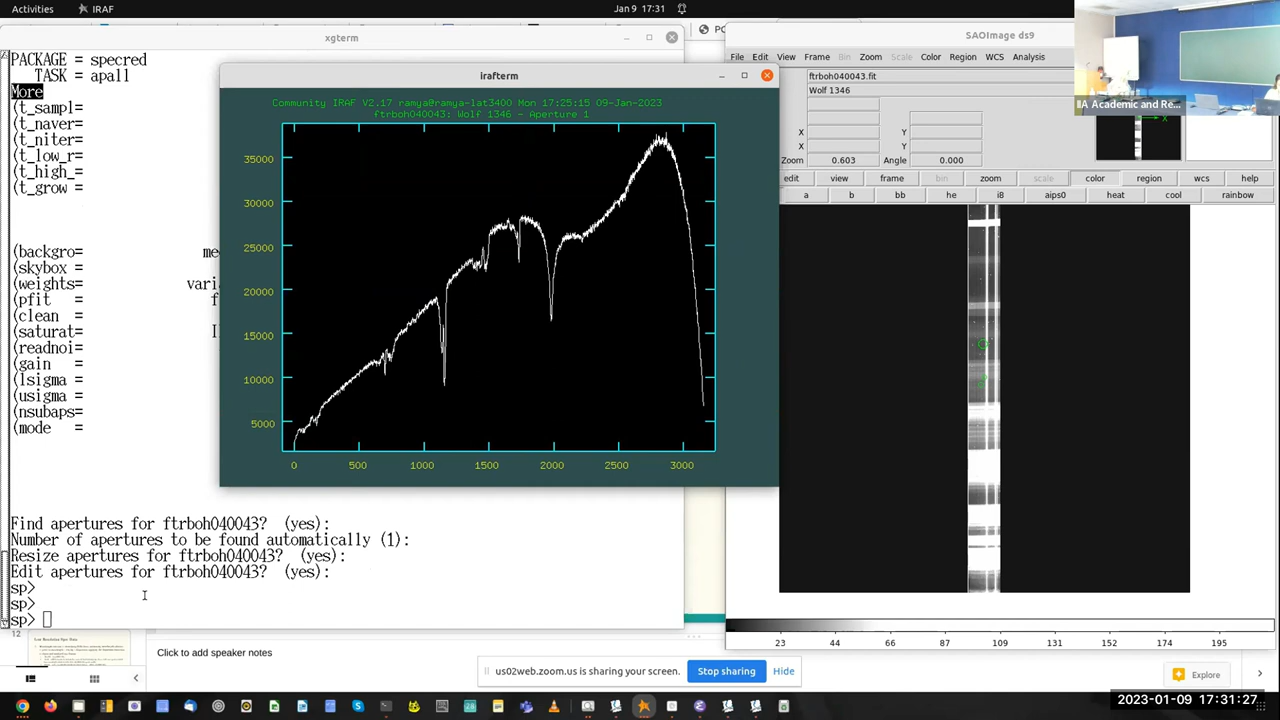 Activities
IRAF
Jan 9 17:31
xgterm
PACKAGE = specred
TASK = apall
More
(t_sampl=
(t_naver=
(t_niter=
(t_low_r=
(t_high_=
(t_grow =
(backgro= me
(skybox =
(weights= vari
(pfit = f
(clean =
(saturat= I
(readnoi=
(gain =
(lsigma =
(usigma =
(nsubaps=
(mode =
Find apertures for ftrboh040043? (yes):
Number of apertures to be found automatically (1):
Resize apertures for ftrboh040043? (yes):
Edit apertures for ftrboh040043? (yes):
sp>
sp>
sp>
irafterm
Community IRAF V2.17 ramya@ramya-lat3400 Mon 17:25:15 09-Jan-2023
ftrboh040043: Wolf 1346 - Aperture 1
35000
30000
25000
20000
15000
10000
5000
0 500 1000 1500 2000 2500 3000
SAOImage ds9
File Edit View Frame Bin Zoom Scale Color Region WCS Analysis
ftrboh040043.fit
Wolf 1346
X Y
X Y
Zoom 0.603 Angle 0.000
X
edit view frame bin zoom scale color region wcs help
a b bb he i8 aips0 heat cool rainbow
23 44 66 87 109 130 152 174 195
IIA Academic and Re...
12
Click to add speaker notes
us02web.zoom.us is sharing your screen.
Stop sharing
Hide
Explore
2023-01-09 17:31:27